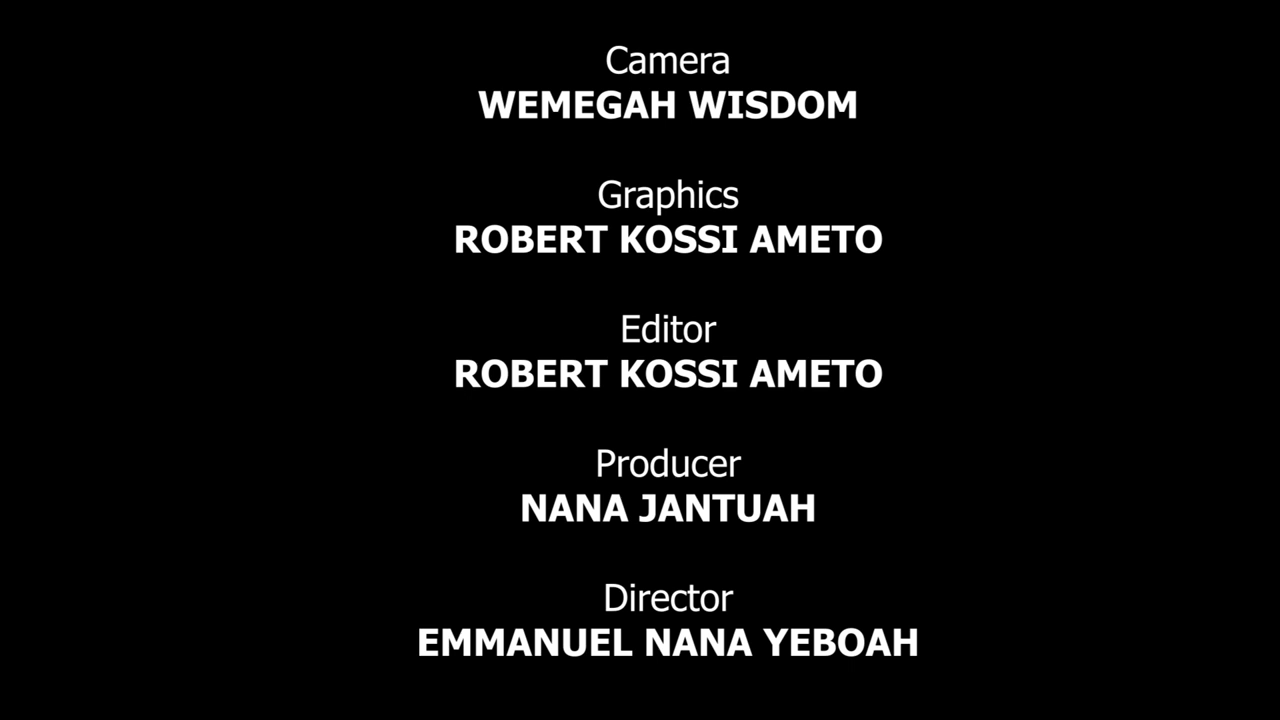 Camera
WEMEGAH WISDOM
Graphics
ROBERT KOSSI AMETO
Editor
ROBERT KOSSI AMETO
Producer
NANA JANTUAH
Director
EMMANUEL NANA YEBOAH